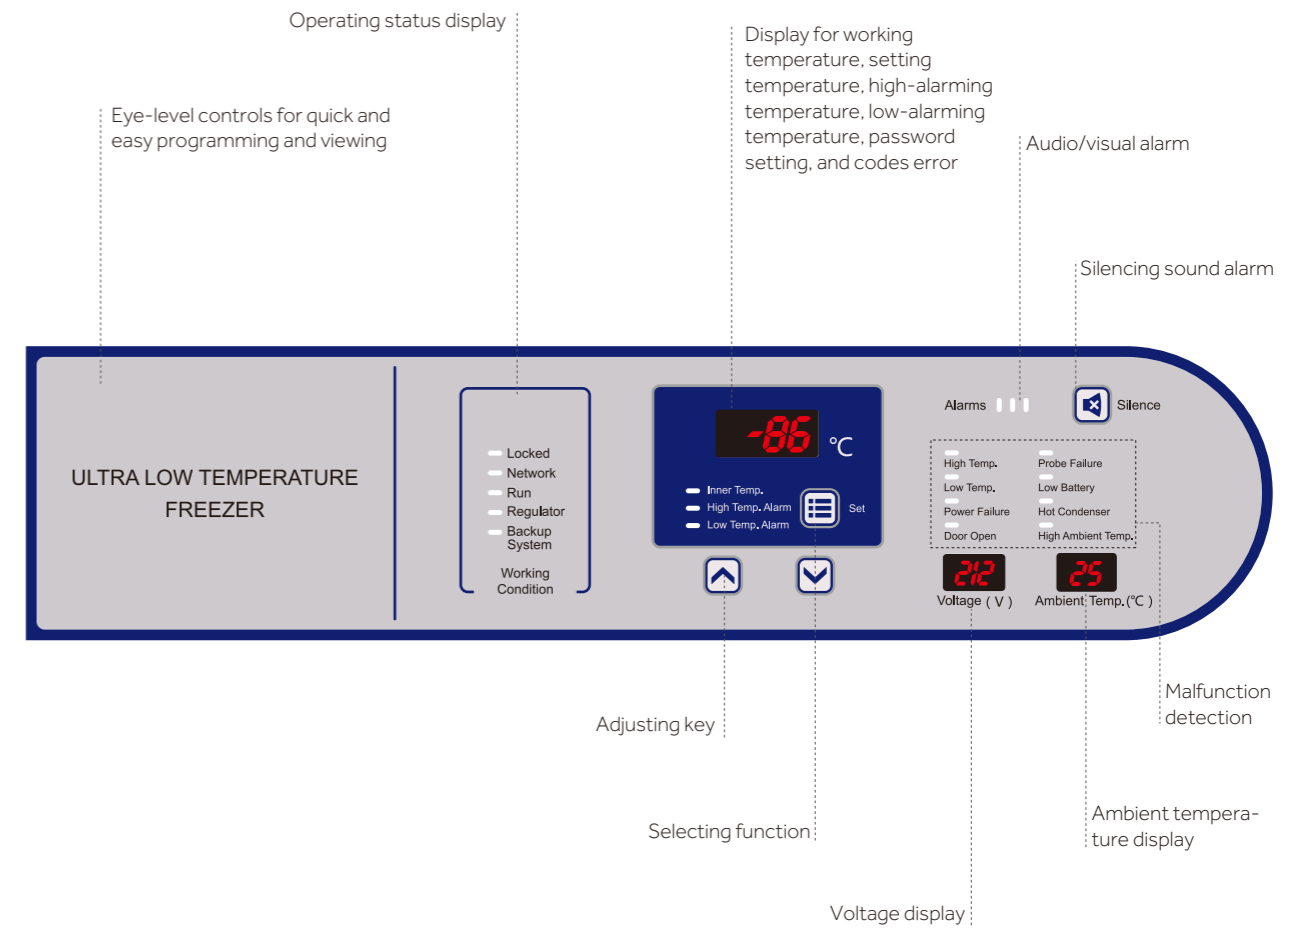 Operating status display
Display for working
temperature, setting
temperature, high-alarming
temperature, low-alarming
temperature, password
setting, and codes error
Eye-level controls for quick and
easy programming and viewing
Audio/visual alarm
Silencing sound alarm
ULTRA LOW TEMPERATURE
FREEZER
Locked
Network
Run
Regulator
Backup
System
Working
Condition
-86
℃
Inner Temp.
High Temp. Alarm
Low Temp. Alarm
Set
Alarms
Silence
High Temp.
Probe Failure
Low Temp.
Low Battery
Power Failure
Hot Condenser
Door Open
High Ambient Temp.
212
25
Voltage ( V )
Ambient Temp.(℃ )
Malfunction
detection
Adjusting key
Selecting function
Ambient tempera-
ture display
Voltage display